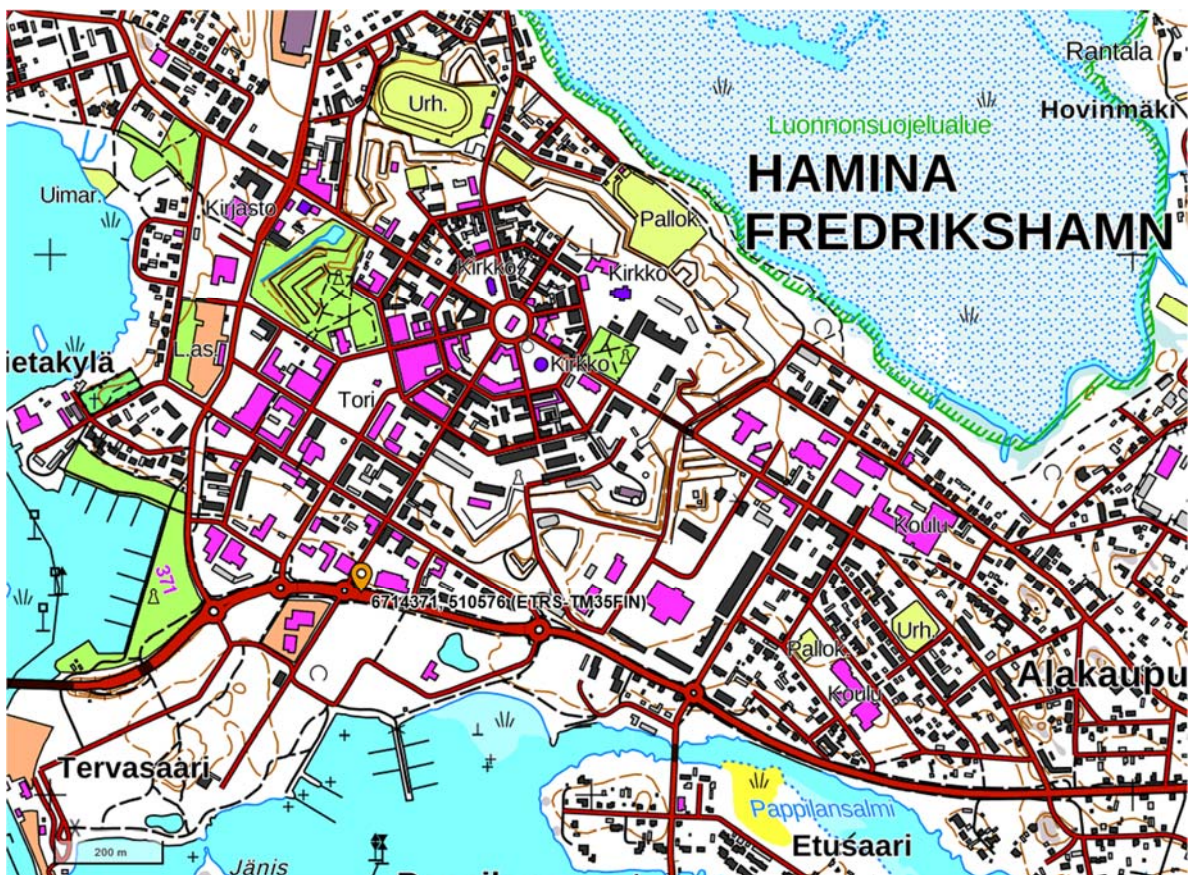 Rantala
Urh.
Hovinmäki
Luonnonsuojelualue
HAMINA
FREDRIKSHAMN
Uimar.
Kirjasto
Pallok.
Kirkko
Kirkko
L.as.
ietakylä
Kirkko
Tori
Koulu
371
6714371, 510576 (ETRS-TM35FIN)
Urh.
Pallok.
Alakaupu
Koulu
Tervasaari
Pappilansalmi
Etusaari
200 m
Jänis